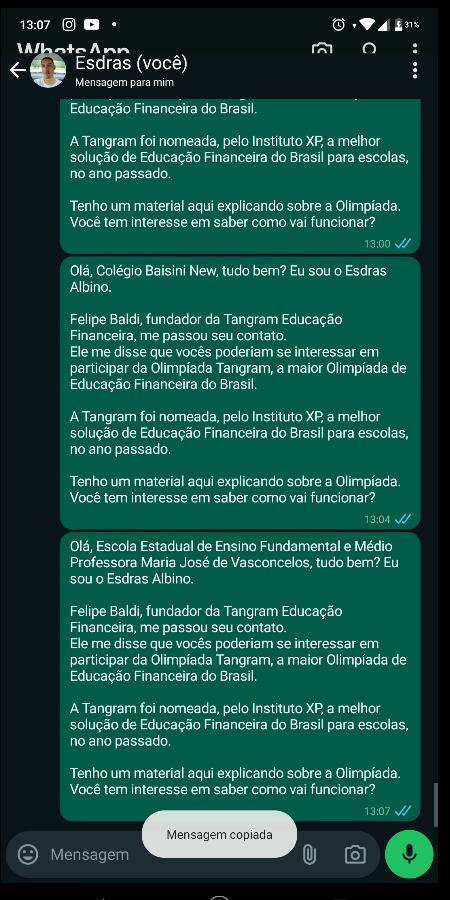 13:07
31%
WhatsApp
Esdras (você)
Mensagem para mim
Educação Financeira do Brasil.
A Tangram foi nomeada, pelo Instituto XP, a melhor
solução de Educação Financeira do Brasil para escolas,
no ano passado.
Tenho um material aqui explicando sobre a Olimpíada.
Você tem interesse em saber como vai funcionar?
13:00
Olá, Colégio Baisini New, tudo bem? Eu sou o Esdras
Albino.
Felipe Baldi, fundador da Tangram Educação
Financeira, me passou seu contato.
Ele me disse que vocês poderiam se interessar em
participar da Olimpíada Tangram, a maior Olimpíada de
Educação Financeira do Brasil.
A Tangram foi nomeada, pelo Instituto XP, a melhor
solução de Educação Financeira do Brasil para escolas,
no ano passado.
Tenho um material aqui explicando sobre a Olimpíada.
Você tem interesse em saber como vai funcionar?
13:04
Olá, Escola Estadual de Ensino Fundamental e Médio
Professora Maria José de Vasconcelos, tudo bem? Eu
sou o Esdras Albino.
Felipe Baldi, fundador da Tangram Educação
Financeira, me passou seu contato.
Ele me disse que vocês poderiam se interessar em
participar da Olimpíada Tangram, a maior Olimpíada de
Educação Financeira do Brasil.
A Tangram foi nomeada, pelo Instituto XP, a melhor
solução de Educação Financeira do Brasil para escolas,
no ano passado.
Tenho um material aqui explicando sobre a Olimpíada.
Você tem interesse em saber como vai funcionar?
13:07
Mensagem copiada
Mensagem